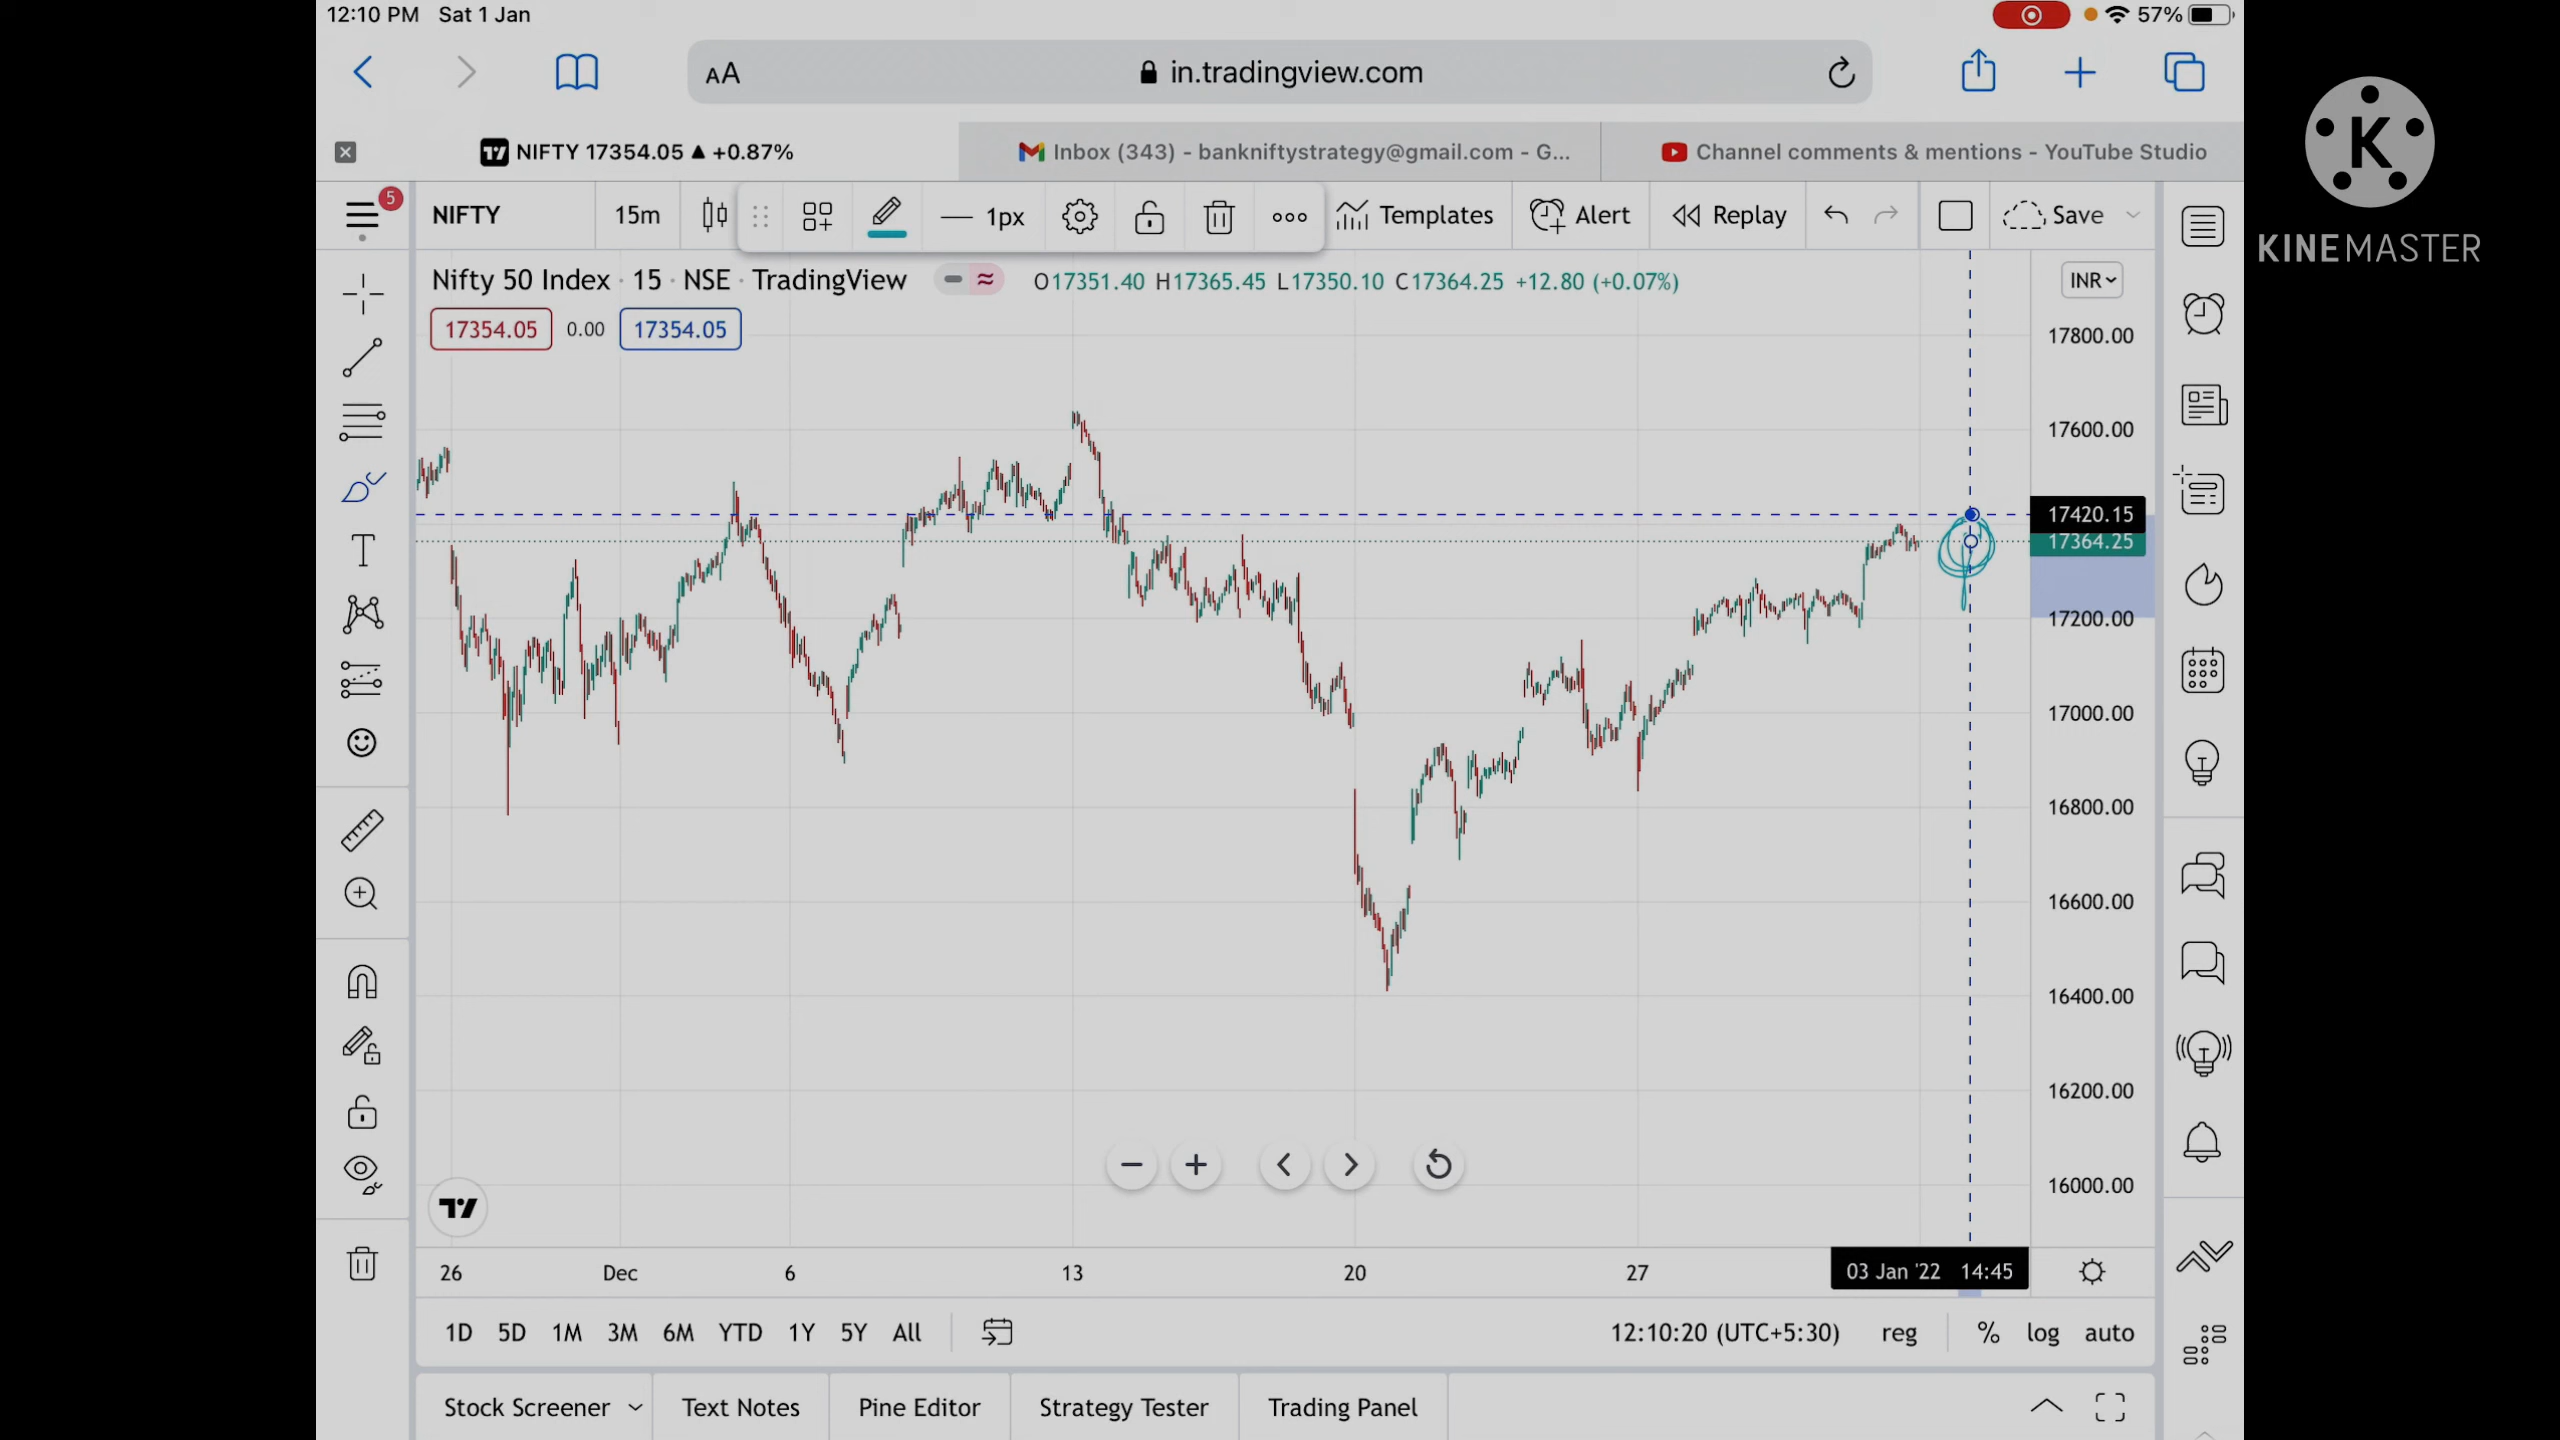 12:10 PM Sat 1 Jan
57%
AA
in.tradingview.com
NIFTY 17354.05 ▲ +0.87%
Inbox (343) - bankniftystrategy@gmail.com - G...
Channel comments & mentions - YouTube Studio
K
KINEMASTER
5
NIFTY
15m
1px
Templates
Alert
Replay
Save
Nifty 50 Index · 15 · NSE · TradingView
O17351.40 H17365.45 L17350.10 C17364.25 +12.80 (+0.07%)
INR
17354.05 0.00 17354.05
17800.00
17600.00
17420.15
17364.25
17200.00
17000.00
16800.00
16600.00
16400.00
16200.00
16000.00
26 Dec 6 13 20 27 03 Jan '22 14:45
1D 5D 1M 3M 6M YTD 1Y 5Y All
12:10:20 (UTC+5:30) reg % log auto
Stock Screener Text Notes Pine Editor Strategy Tester Trading Panel